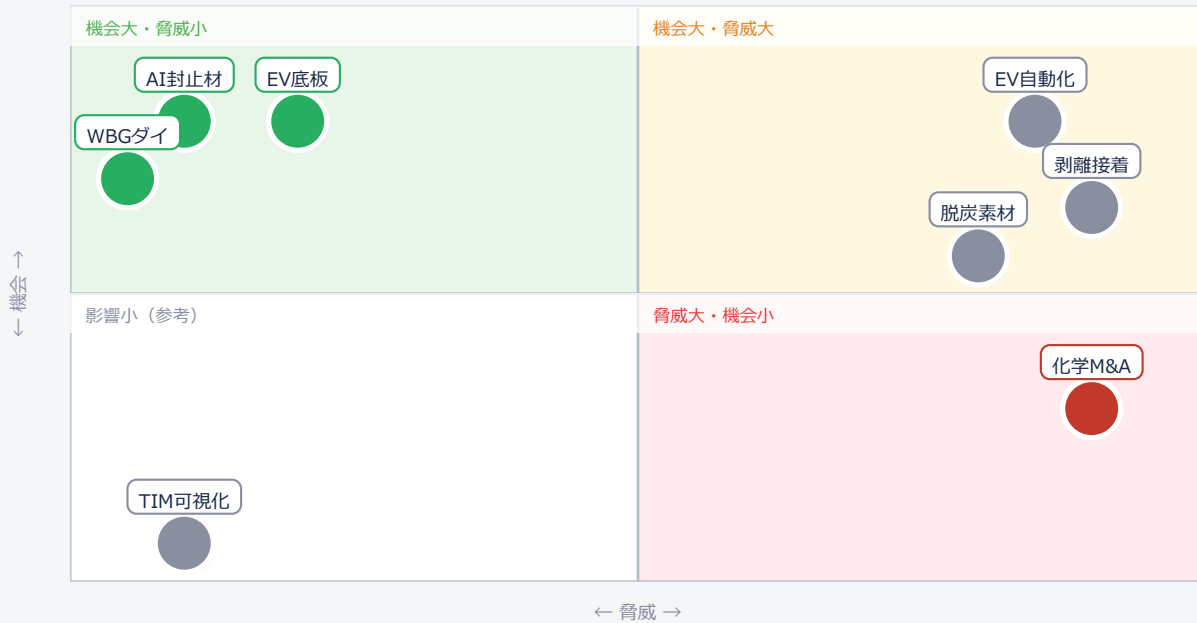 機会大・脅威小
機会大・脅威大
AI封止材
EV底板
EV自動化
WBGダイ
剥離接着
脱炭素材
← 機会 →
影響小（参考）
脅威大・機会小
化学M&A
TIM可視化
← 脅威 →